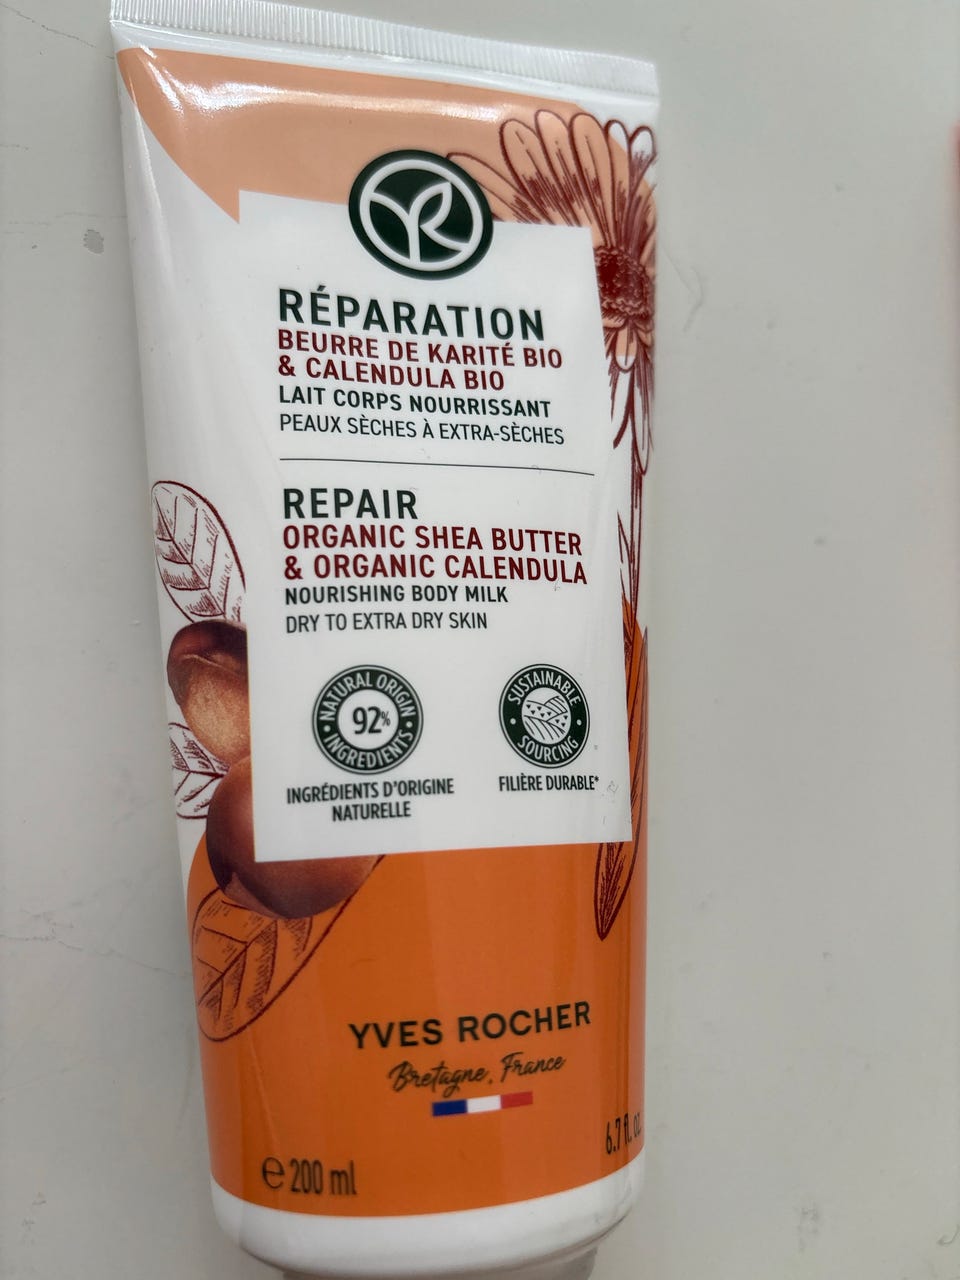 RÉPARATION
BEURRE DE KARITÉ BIO
& CALENDULA BIO
LAIT CORPS NOURRISSANT
PEAUX SÈCHES À EXTRA-SÈCHES
REPAIR
ORGANIC SHEA BUTTER
& ORGANIC CALENDULA
NOURISHING BODY MILK
DRY TO EXTRA DRY SKIN
NATURAL ORIGIN
92%
INGREDIENTS
INGRÉDIENTS D'ORIGINE
NATURELLE
SUSTAINABLE
SOURCING
FILIÈRE DURABLE*
YVES ROCHER
Bretagne, France
℮ 200 ml
6.7 fl. oz.